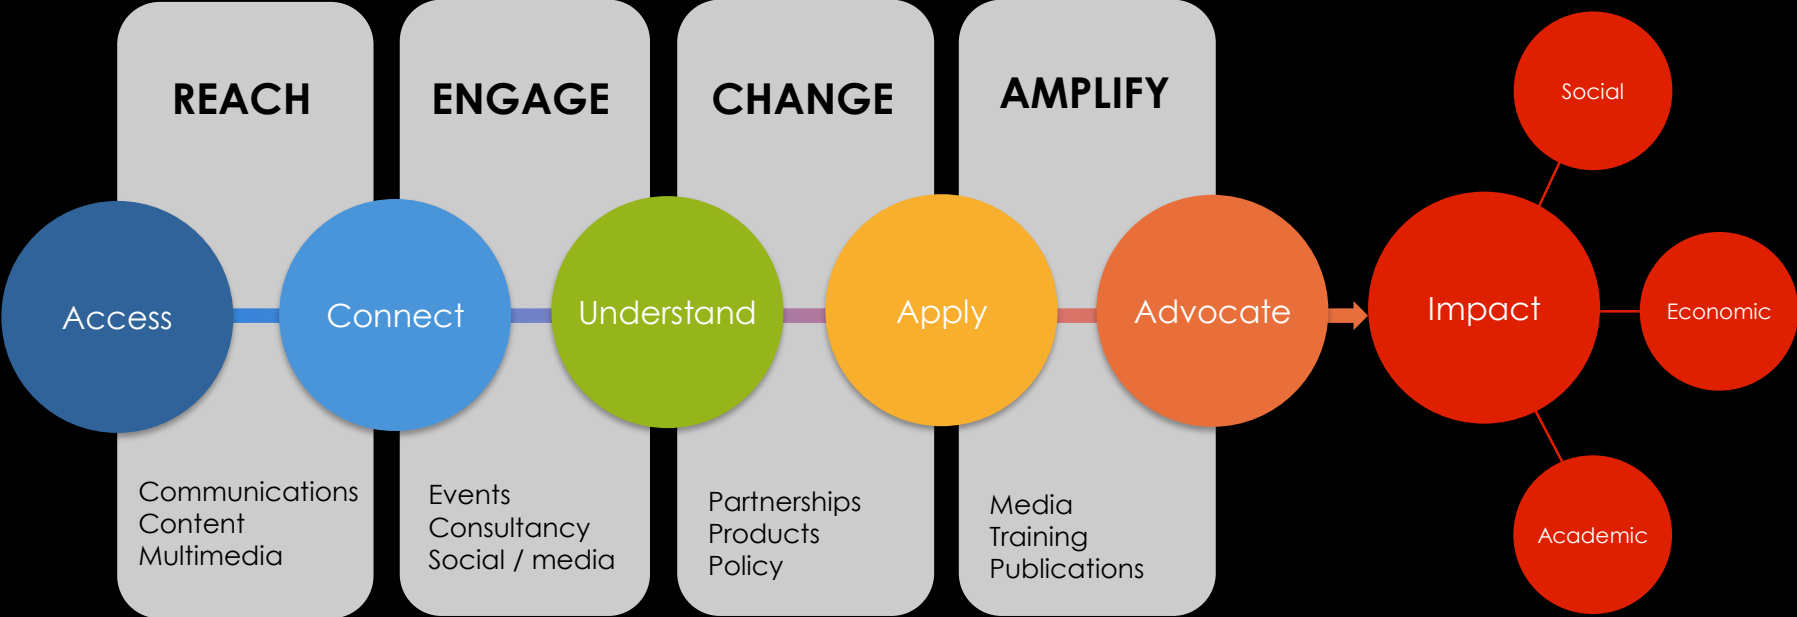 REACH
ENGAGE
CHANGE
AMPLIFY
Access
Connect
Understand
Apply
Advocate
Impact
Social
Economic
Academic
Communications
Content
Multimedia
Events
Consultancy
Social / media
Partnerships
Products
Policy
Media
Training
Publications